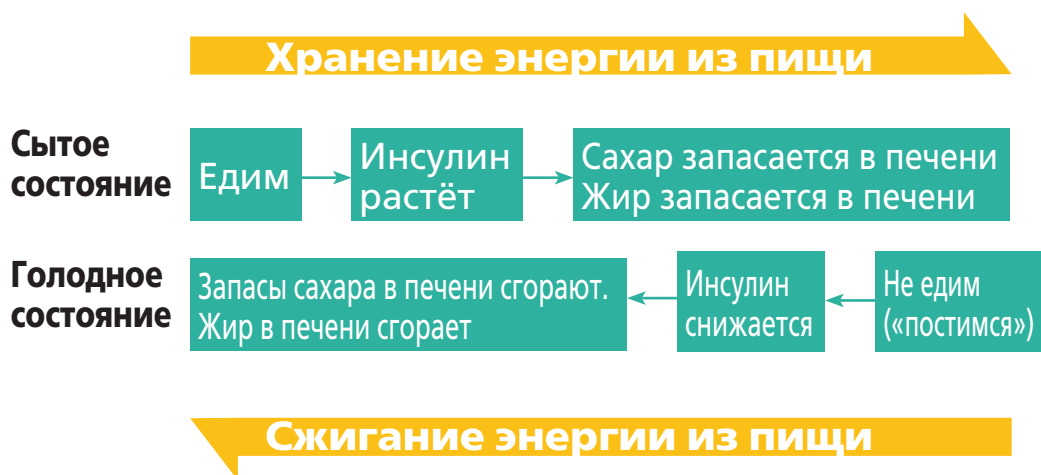 Хранение энергии из пищи
Сытое
состояние
Едим
Инсулин
растёт
Сахар запасается в печени
Жир запасается в печени
Голодное
состояние
Запасы сахара в печени сгорают.
Жир в печени сгорает
Инсулин
снижается
Не едим
(«постимся»)
Сжигание энергии из пищи